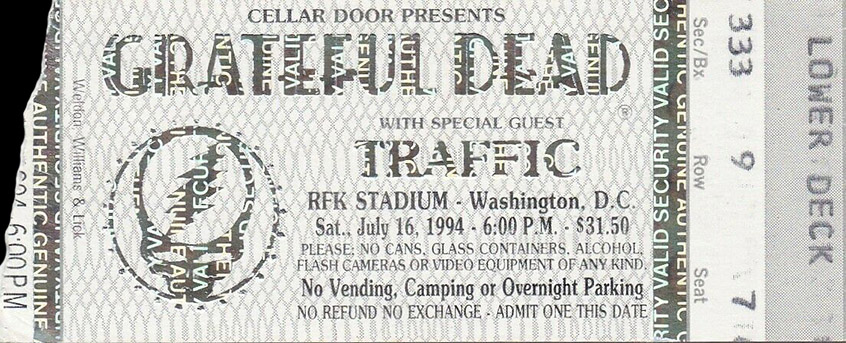 CELLAR DOOR PRESENTS
GRATEFUL DEAD
®
WITH SPECIAL GUEST
TRAFFIC
RFK STADIUM - Washington, D.C.
Sat., July 16, 1994 - 6:00 P.M. - $31.50
PLEASE: NO CANS, GLASS CONTAINERS, ALCOHOL,
FLASH CAMERAS OR VIDEO EQUIPMENT OF ANY KIND.
No Vending, Camping or Overnight Parking
NO REFUND NO EXCHANGE - ADMIT ONE THIS DATE
Weldon, Williams & Lick
AUTHENTIC/GENUINE
6:00PM
VALID SECURITY VALID SEC
Sec/Bx 333
Row 9
Seat 7
LOWER DECK